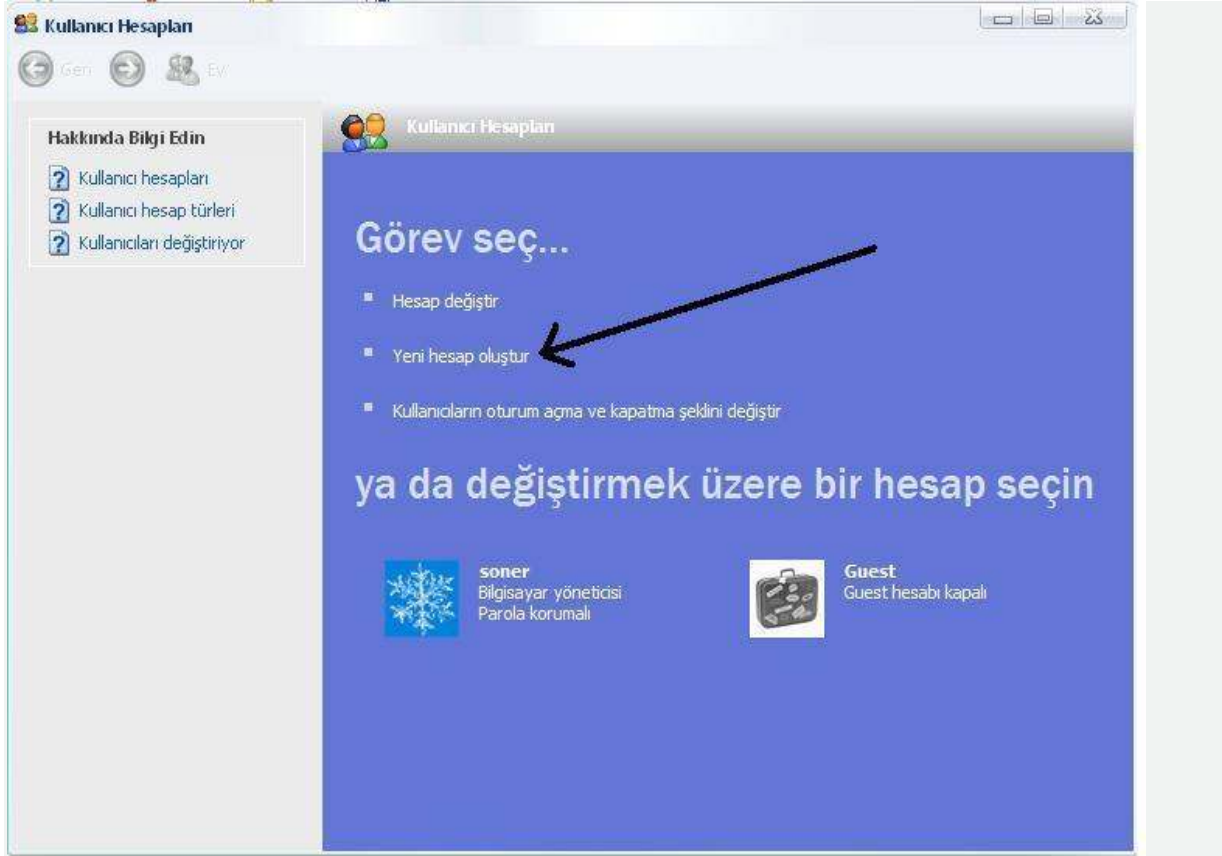 Kullanıcı Hesapları
Geri
Ev
Hakkında Bilgi Edin
Kullanıcı hesapları
Kullanıcı hesap türleri
Kullanıcıları değiştiriyor
Kullanıcı Hesapları
Görev seç...
Hesap değiştir
Yeni hesap oluştur
Kullanıcıların oturum açma ve kapatma şeklini değiştir
ya da değiştirmek üzere bir hesap seçin
soner
Bilgisayar yöneticisi
Parola korumalı
Guest
Guest hesabı kapalı